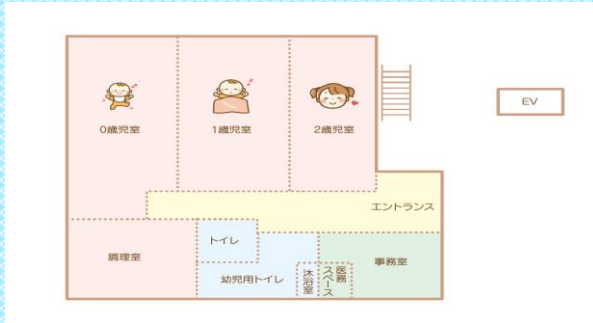 0歳児室
1歳児室
2歳児室
EV
エントランス
調理室
トイレ
幼児用トイレ
沐浴室
医務
スペース
事務室